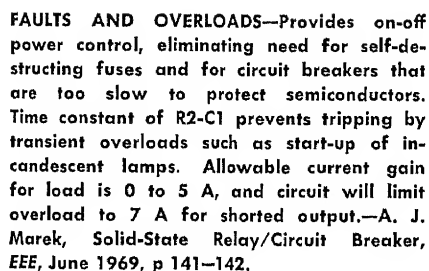 FAULTS AND OVERLOADS—Provides on-off
power control, eliminating need for self-de-
structing fuses and for circuit breakers that
are too slow to protect semiconductors.
Time constant of R2-C1 prevents tripping by
transient overloads such as start-up of in-
candescent lamps. Allowable current gain
for load is 0 to 5 A, and circuit will limit
overload to 7 A for shorted output.—A. J.
Marek, Solid-State Relay/Circuit Breaker,
EEE, June 1969, p 141–142.